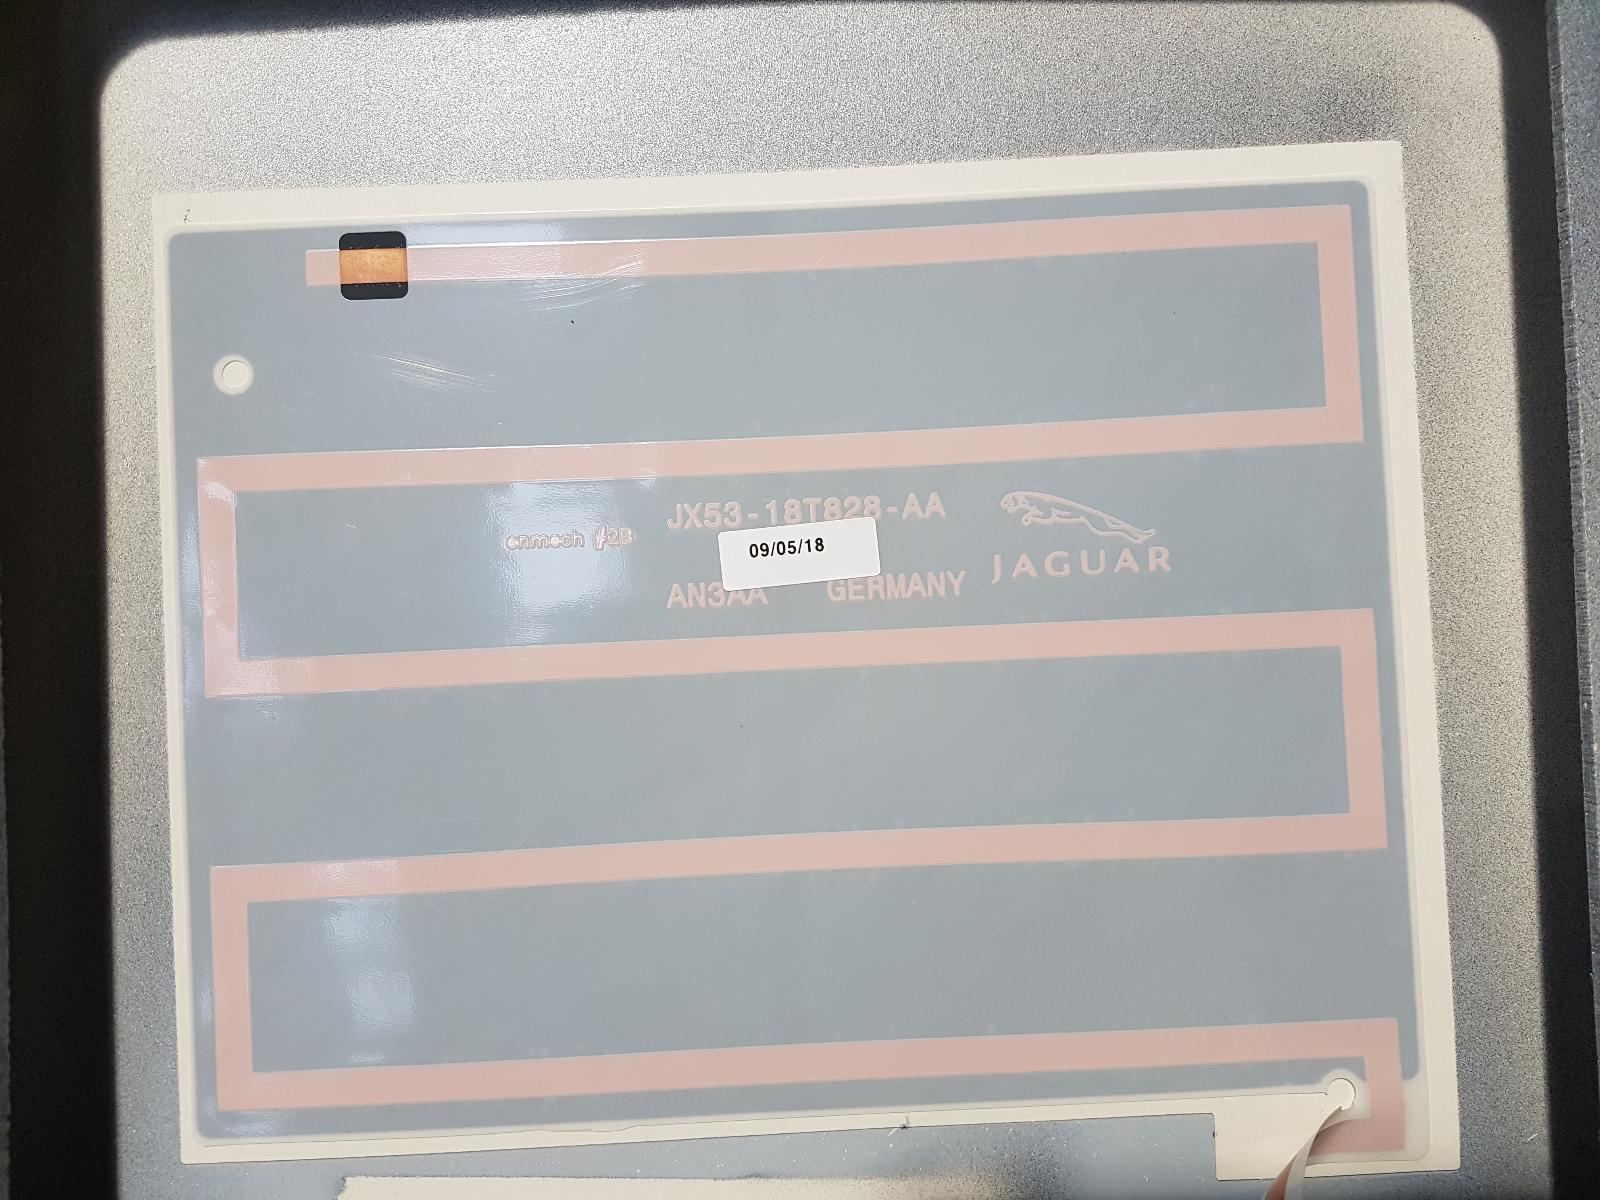 JX53-18T828-AA
enmech #2B
09/05/18
AN3AA GERMANY
JAGUAR